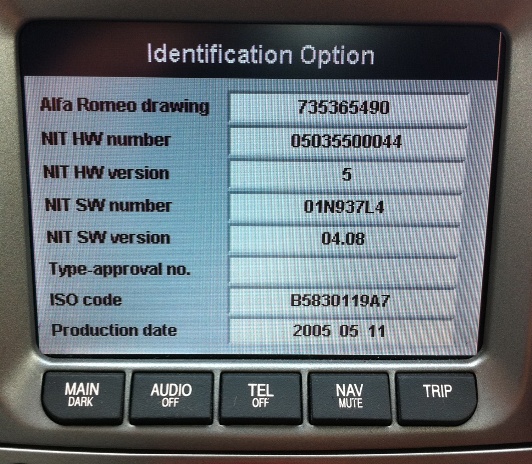 Identification Option
Alfa Romeo drawing 735365490
NIT HW number 05035500044
NIT HW version 5
NIT SW number 01N937L4
NIT SW version 04.08
Type-approval no.
ISO code B5830119A7
Production date 2005 05 11
MAIN AUDIO TEL NAV TRIP
DARK OFF OFF MUTE